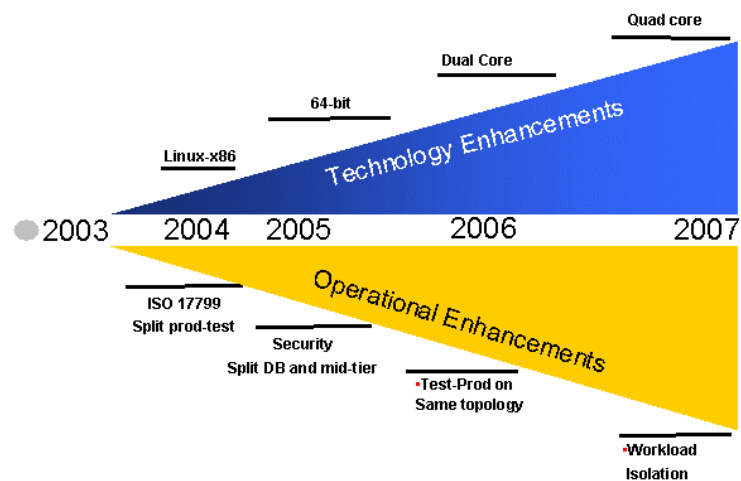 Quad core
Dual Core
64-bit
Linux-x86
Technology Enhancements
2003 2004 2005 2006 2007
Operational Enhancements
ISO 17799
Split prod-test
Security
Split DB and mid-tier
Test-Prod on
Same topology
Workload
Isolation